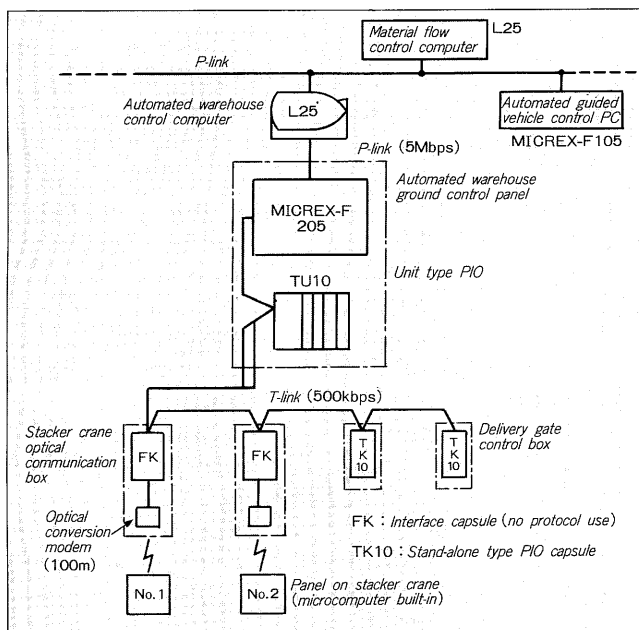 Material flow
control computer
L25
P-link
Automated warehouse
control computer
L25
Automated guided
vehicle control PC
MICREX-F105
P-link (5Mbps)
Automated warehouse
ground control panel
MICREX-F
205
Unit type PIO
TU10
T-link (500kbps)
Stacker crane
optical
communication
box
FK
FK
T
K
10
T
K
10
Delivery gate
control box
Optical
conversion
modem
(100m)
FK : Interface capsule (no protocol use)
TK10 : Stand-alone type PIO capsule
No.1
No.2
Panel on stacker crane
(microcomputer built-in)